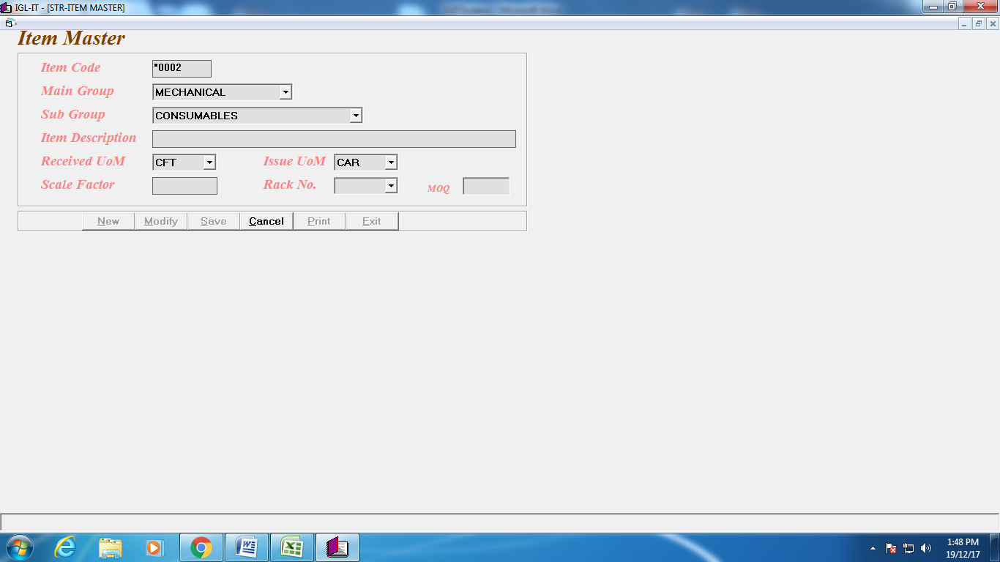 IGL-IT - [STR-ITEM MASTER]
Item Master
Item Code "0002
Main Group MECHANICAL
Sub Group CONSUMABLES
Item Description
Received UoM CFT Issue UoM CAR
Scale Factor Rack No. MOQ
New Modify Save Cancel Print Exit
1:48 PM
19/12/17